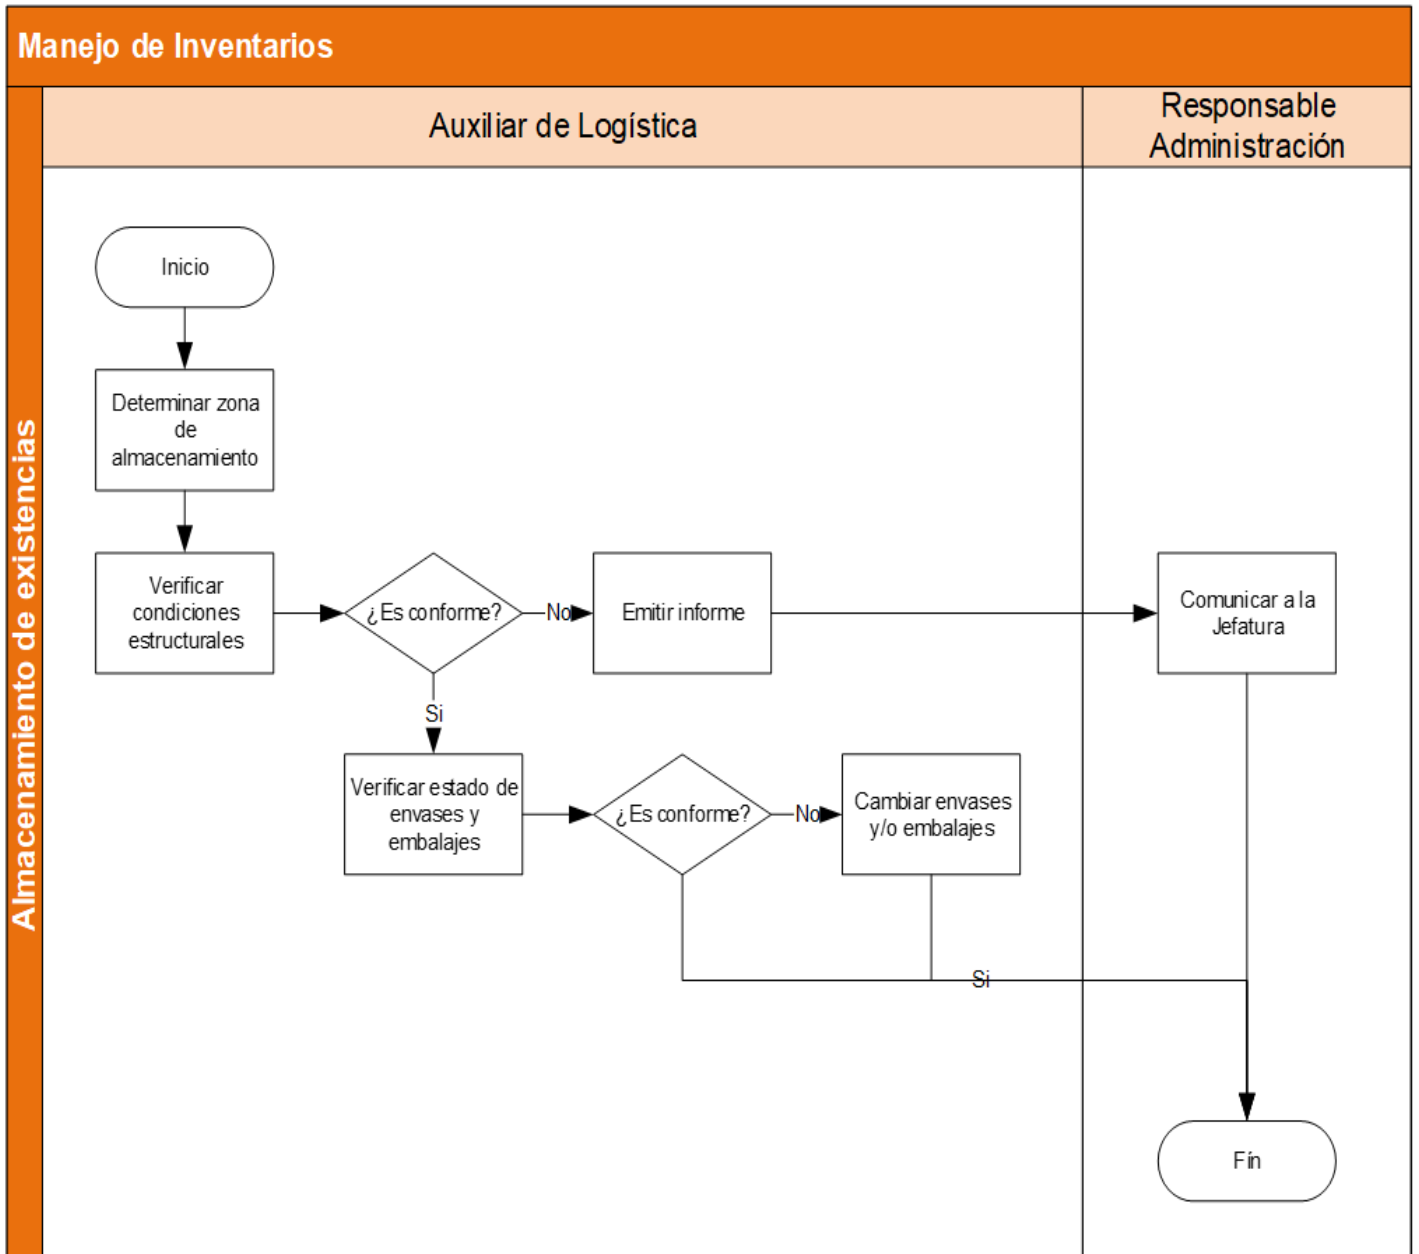 Manejo de Inventarios
Almacenamiento de existencias
Auxiliar de Logística
Responsable
Administración
Inicio
Determinar zona
de
almacenamiento
Verificar
condiciones
estructurales
¿Es conforme?
No
Emitir informe
Comunicar a la
Jefatura
Si
Verificar estado de
envases y
embalajes
¿Es conforme?
No
Cambiar envases
y/o embalajes
Si
Fín